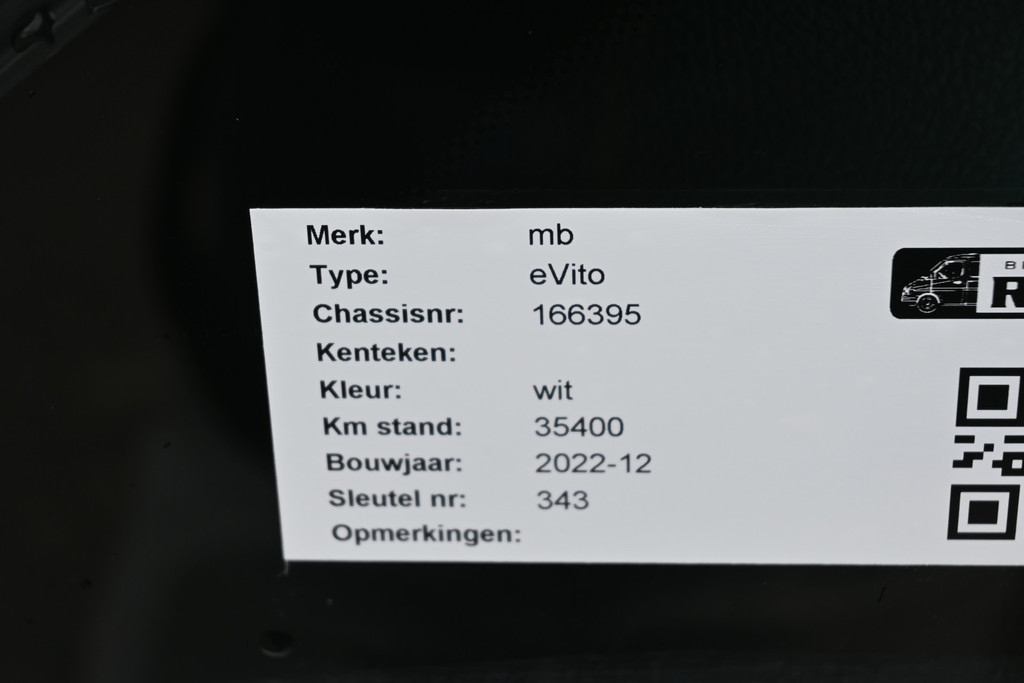 Merk: mb
Type: eVito
Chassisnr: 166395
Kenteken:
Kleur: wit
Km stand: 35400
Bouwjaar: 2022-12
Sleutel nr: 343
Opmerkingen: